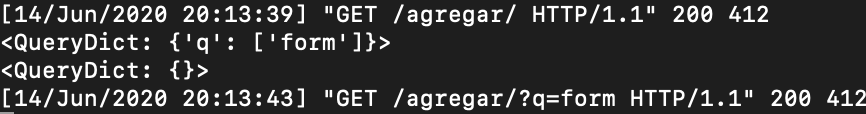 [14/Jun/2020 20:13:39] "GET /agregar/ HTTP/1.1" 200 412
<QueryDict: {'q': ['form']}>
<QueryDict: {}>
[14/Jun/2020 20:13:43] "GET /agregar/?q=form HTTP/1.1" 200 412